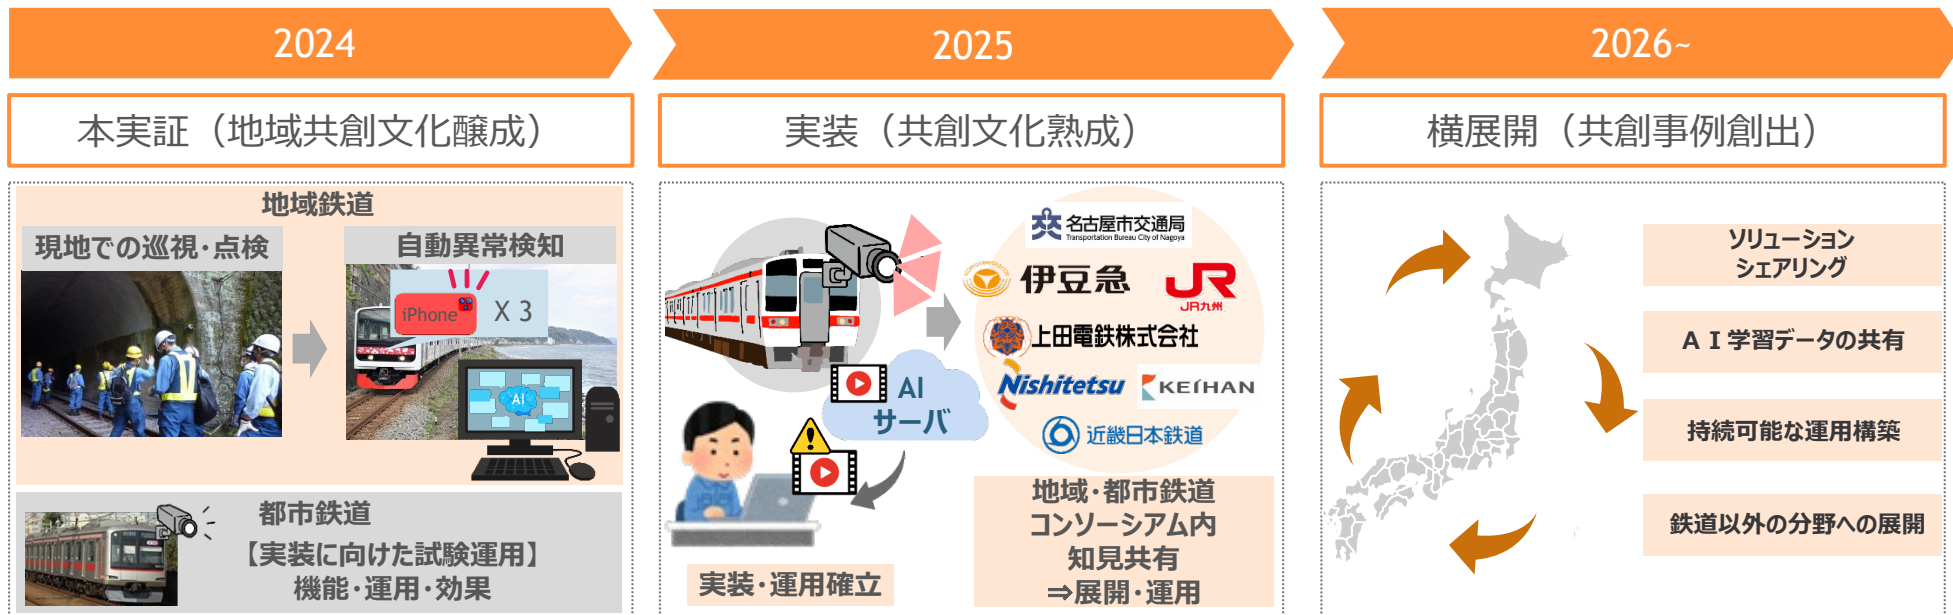 2024
2025
2026~
本実証（地域共創文化醸成）
実装（共創文化熟成）
横展開（共創事例創出）
地域鉄道
現地での巡視・点検
自動異常検知
iPhone
X 3
AI
都市鉄道
【実装に向けた試験運用】
機能・運用・効果
AI
サーバ
実装・運用確立
名古屋市交通局
Transportation Bureau City of Nagoya
伊豆急
JR
JR九州
上田電鉄株式会社
Nishitetsu
KEIHAN
近畿日本鉄道
地域・都市鉄道
コンソーシアム内
知見共有
⇒展開・運用
ソリューション
シェアリング
ＡＩ学習データの共有
持続可能な運用構築
鉄道以外の分野への展開